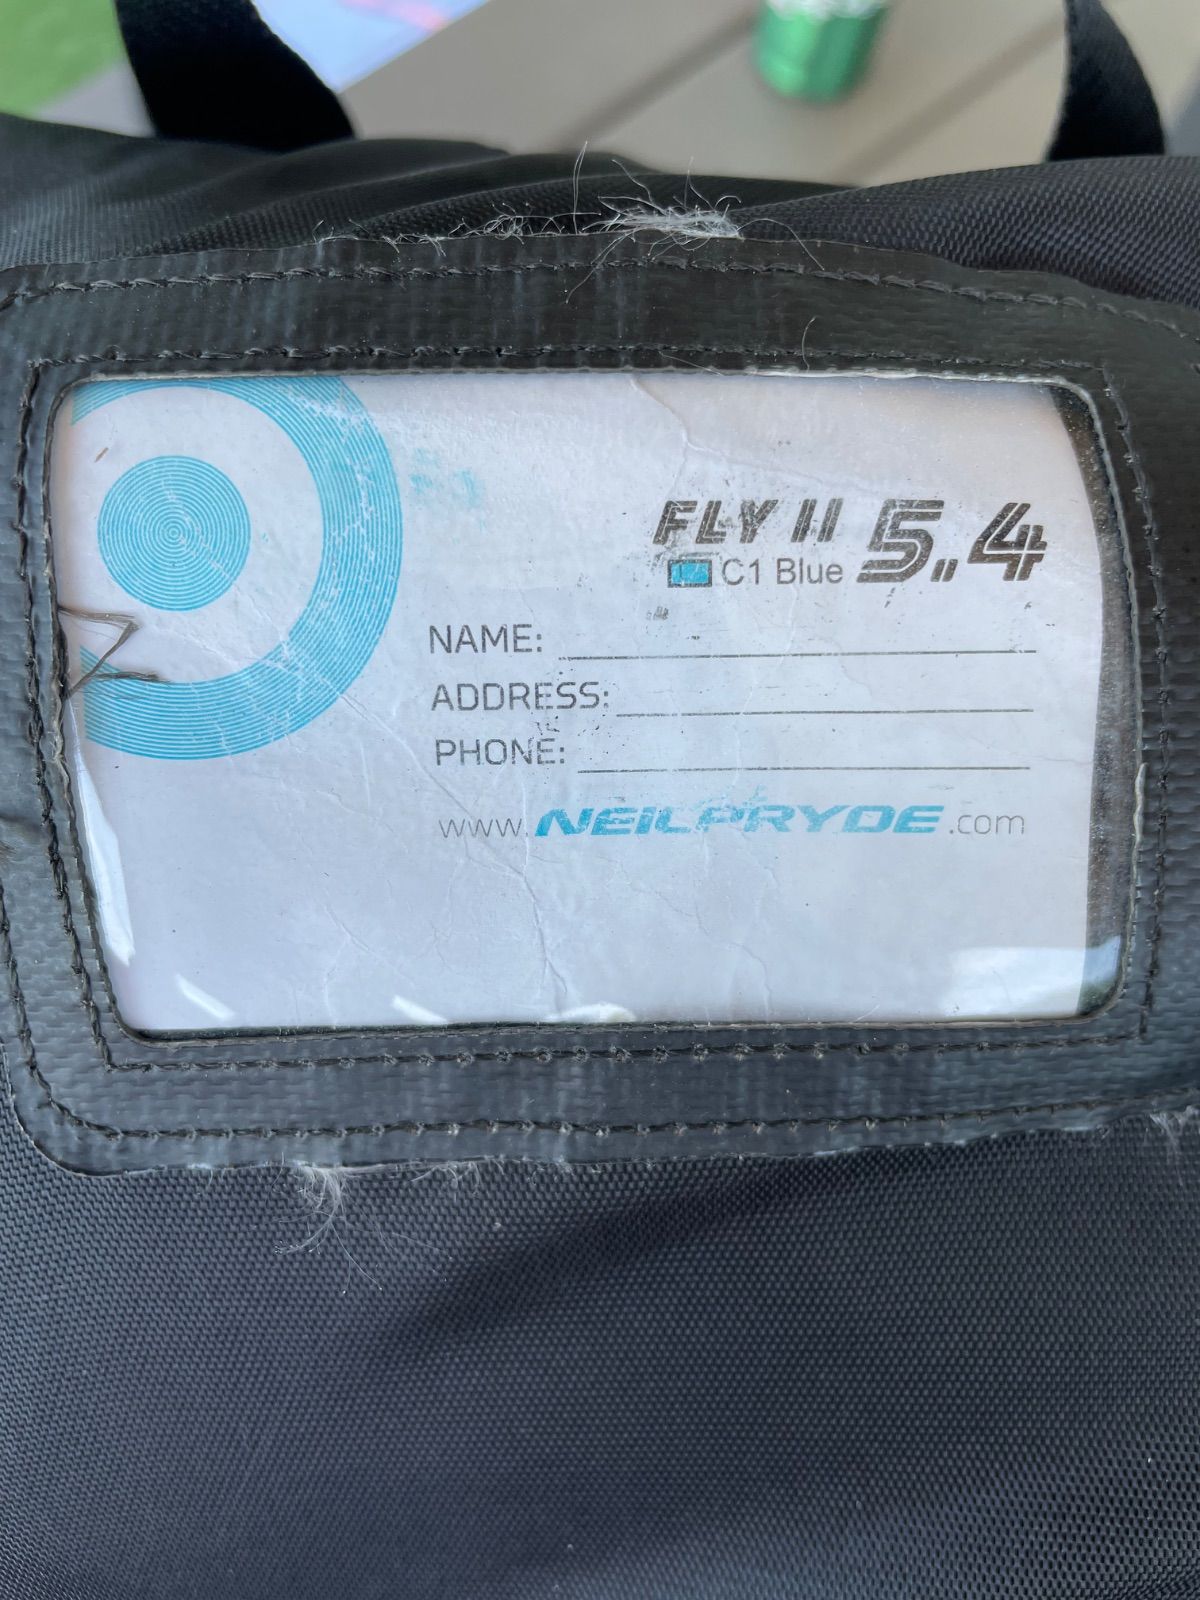 FLY II 5.4
C1 Blue
NAME:
ADDRESS:
PHONE:
www.NEILPRYDE.com